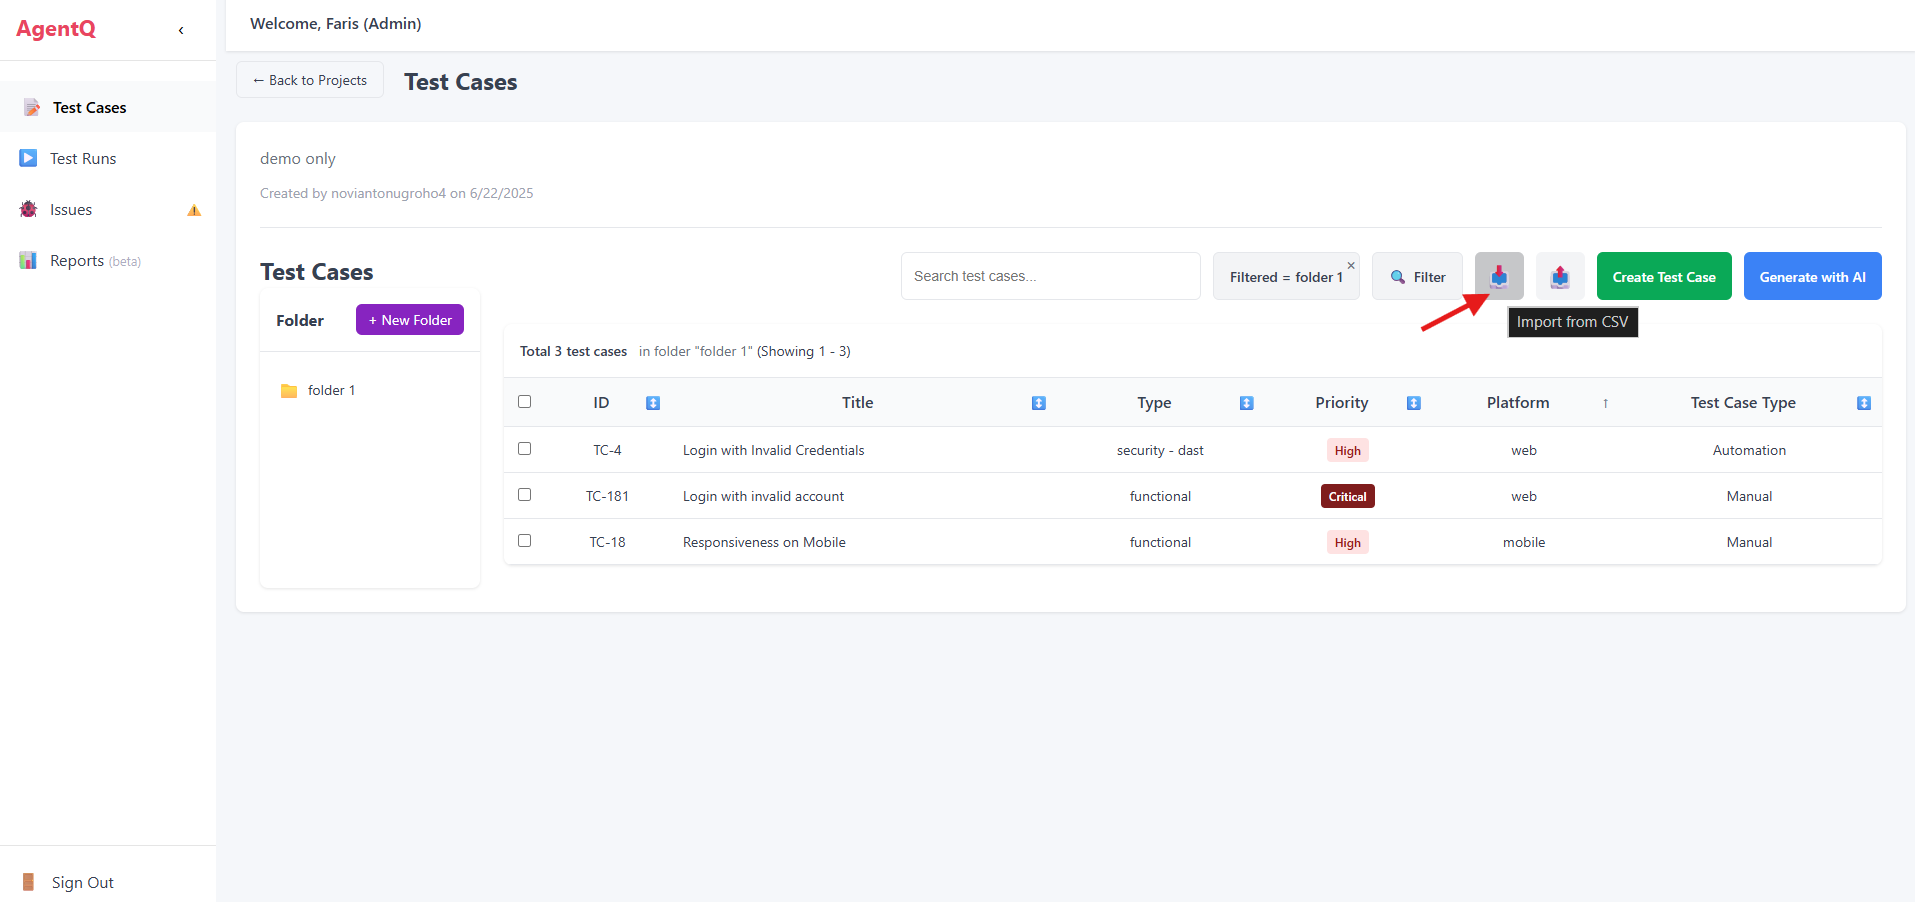 AgentQ
‹
Welcome, Faris (Admin)
← Back to Projects
Test Cases
Test Cases
Test Runs
Issues
Reports (beta)
Sign Out
demo only
Created by noviantonugroho4 on 6/22/2025
Test Cases
Search test cases...
Filtered = folder 1 ×
Filter
Create Test Case
Generate with AI
Import from CSV
Folder
+ New Folder
folder 1
Total 3 test cases in folder "folder 1" (Showing 1 - 3)
ID Title Type Priority Platform ↑ Test Case Type
TC-4 Login with Invalid Credentials security - dast High web Automation
TC-181 Login with invalid account functional Critical web Manual
TC-18 Responsiveness on Mobile functional High mobile Manual